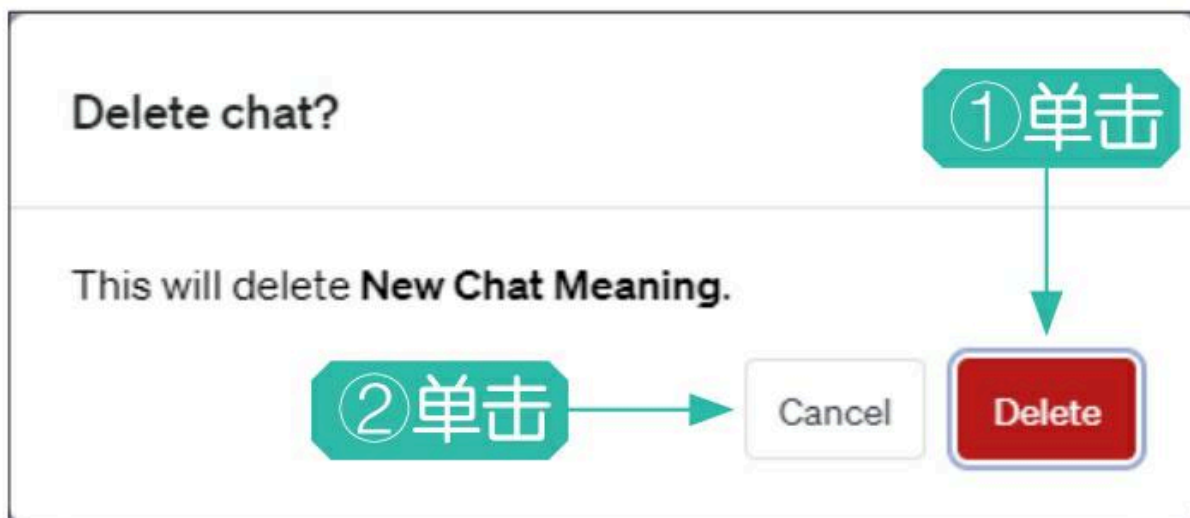 Delete chat?
①单击
This will delete New Chat Meaning.
②单击
Cancel
Delete